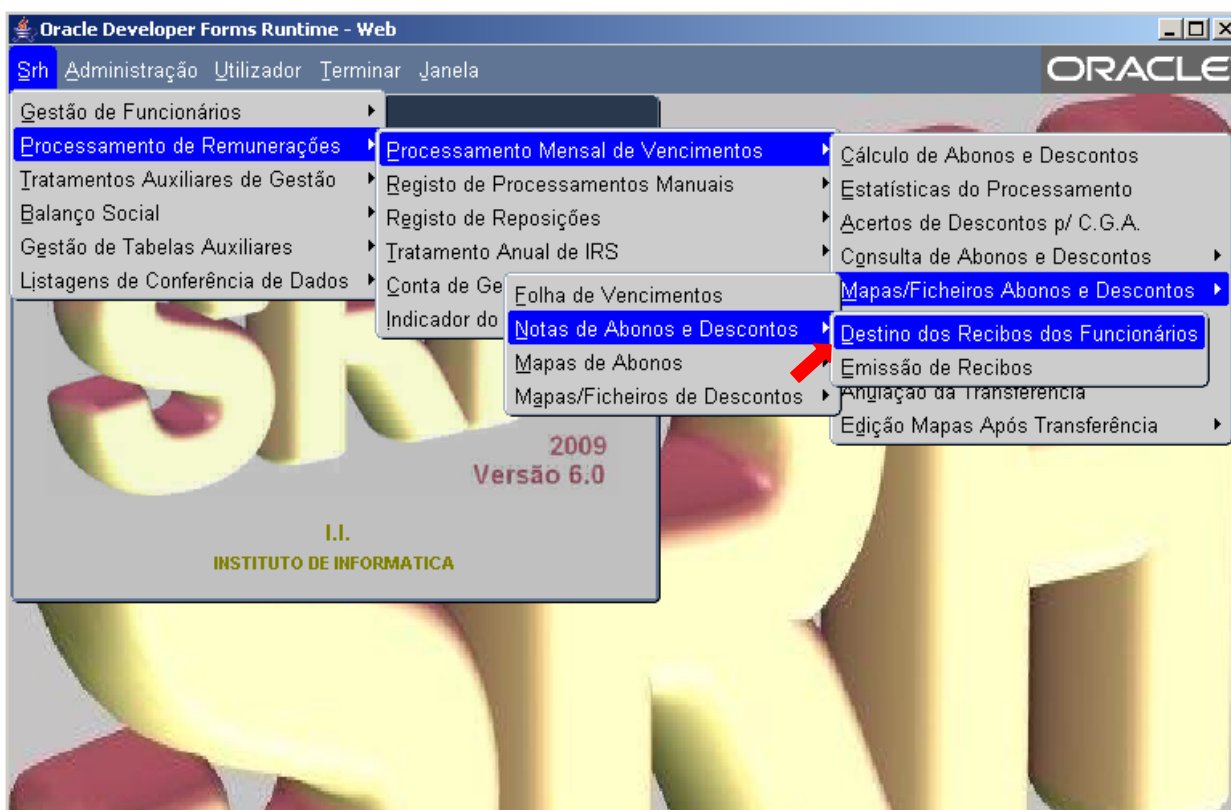 Oracle Developer Forms Runtime - Web
Srh Administração Utilizador Terminar Janela
ORACLE
Gestão de Funcionários
Processamento de Remunerações
Tratamentos Auxiliares de Gestão
Balanço Social
Gestão de Tabelas Auxiliares
Listagens de Conferência de Dados
Processamento Mensal de Vencimentos
Registo de Processamentos Manuais
Registo de Reposições
Tratamento Anual de IRS
Conta de Ge
Indicador do
Cálculo de Abonos e Descontos
Estatísticas do Processamento
Acertos de Descontos p/ C.G.A.
Consulta de Abonos e Descontos
Mapas/Ficheiros Abonos e Descontos
Anulação da Transferência
Edição Mapas Após Transferência
Folha de Vencimentos
Notas de Abonos e Descontos
Mapas de Abonos
Mapas/Ficheiros de Descontos
Destino dos Recibos dos Funcionários
Emissão de Recibos
2009
Versão 6.0
I.I.
INSTITUTO DE INFORMATICA
SRH